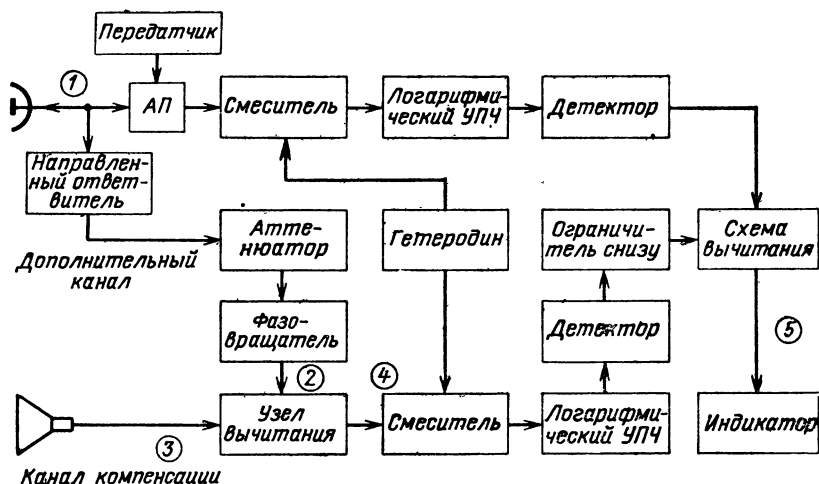 Передатчик
1
АП
Смеситель
Логарифми-
ческий УПЧ
Детектор
Направлен-
ный ответ-
витель
Дополнительный
канал
Аттe-
нюатор
Гетеродин
Ограничи-
тель снизу
Схема
вычитания
Фазо-
вращатель
Детектор
2
4
5
Узел
вычитания
Смеситель
Логарифми-
ческий УПЧ
Индикатор
3
Канал компенсации